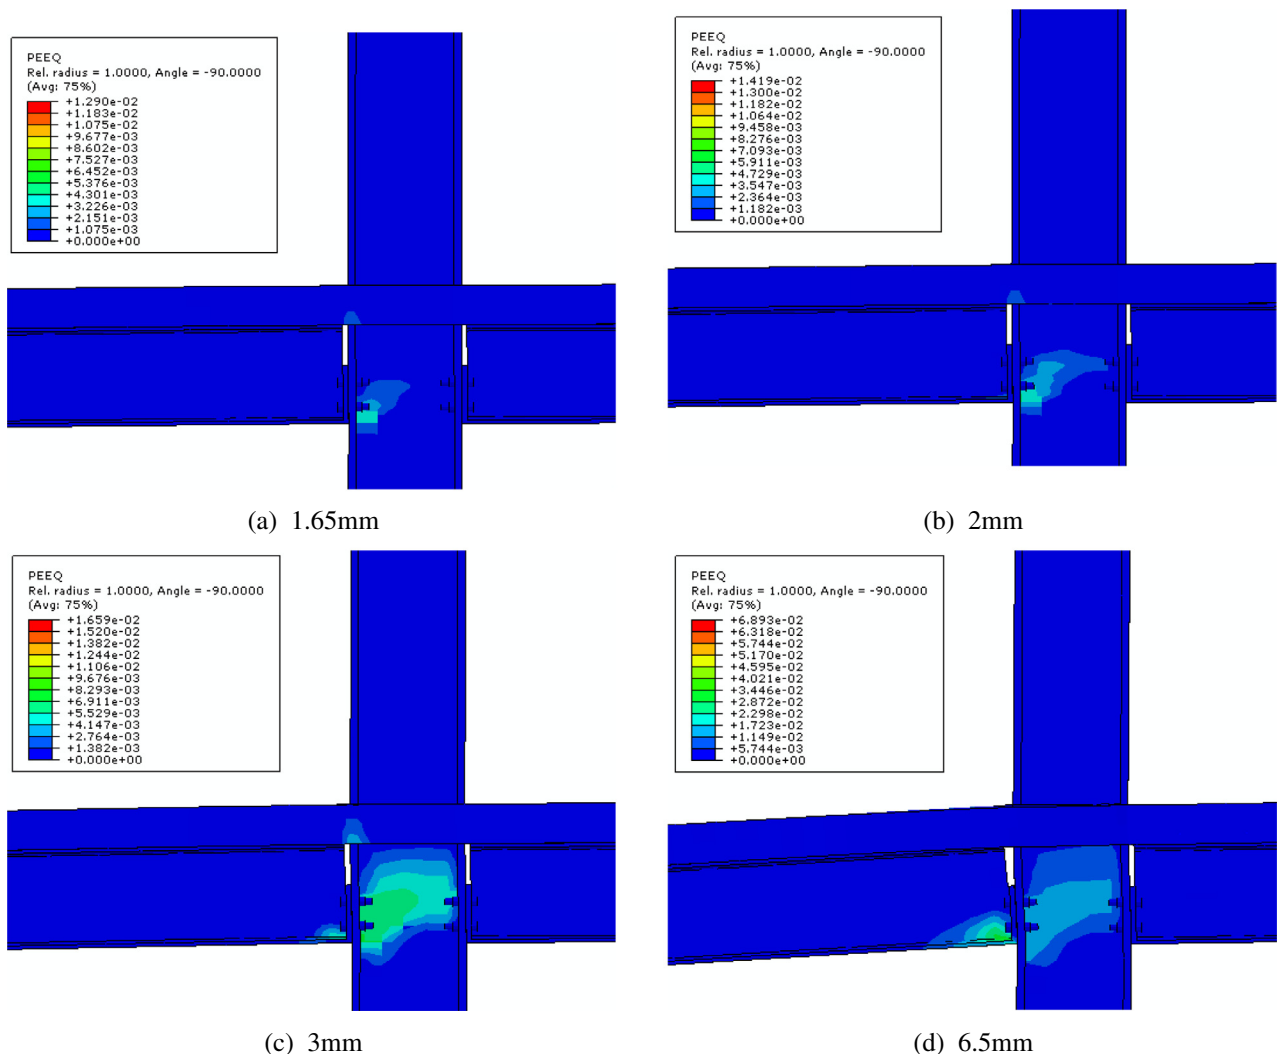 PEEQ
Rel. radius = 1.0000, Angle = -90.0000
(Avg: 75%)
+1.290e-02
+1.183e-02
+1.075e-02
+9.677e-03
+8.602e-03
+7.527e-03
+6.452e-03
+5.376e-03
+4.301e-03
+3.226e-03
+2.151e-03
+1.075e-03
+0.000e+00
(a) 1.65mm
PEEQ
Rel. radius = 1.0000, Angle = -90.0000
(Avg: 75%)
+1.419e-02
+1.300e-02
+1.182e-02
+1.064e-02
+9.458e-03
+8.276e-03
+7.093e-03
+5.911e-03
+4.729e-03
+3.547e-03
+2.364e-03
+1.182e-03
+0.000e+00
(b) 2mm
PEEQ
Rel. radius = 1.0000, Angle = -90.0000
(Avg: 75%)
+1.659e-02
+1.520e-02
+1.382e-02
+1.244e-02
+1.106e-02
+9.676e-03
+8.293e-03
+6.911e-03
+5.529e-03
+4.147e-03
+2.764e-03
+1.382e-03
+0.000e+00
(c) 3mm
PEEQ
Rel. radius = 1.0000, Angle = -90.0000
(Avg: 75%)
+6.893e-02
+6.318e-02
+5.744e-02
+5.170e-02
+4.595e-02
+4.021e-02
+3.446e-02
+2.872e-02
+2.298e-02
+1.723e-02
+1.149e-02
+5.744e-03
+0.000e+00
(d) 6.5mm